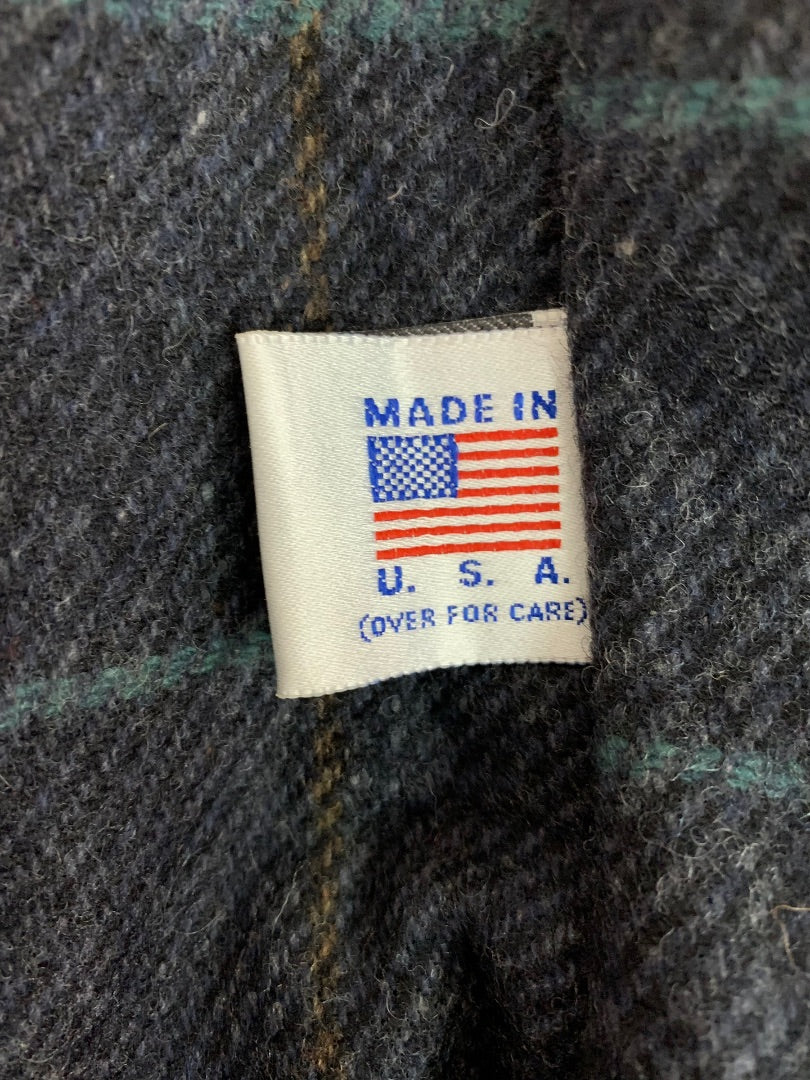 MADE IN
U. S. A.
(OVER FOR CARE)